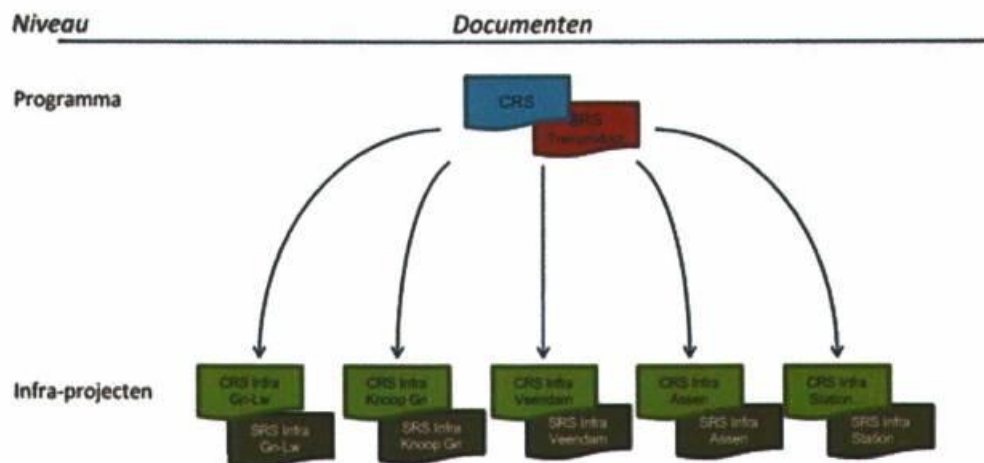 Niveau
Documenten
Programma
CRS
SRS
Infra-projecten
CRS Infra
Gn-Lw
SRS Infra
Gn-Lw
CRS Infra
Knoop Gn
SRS Infra
Knoop Gn
CRS Infra
Veendam
SRS Infra
Veendam
CRS Infra
Assen
SRS Infra
Assen
CRS Infra
Station
SRS Infra
Station